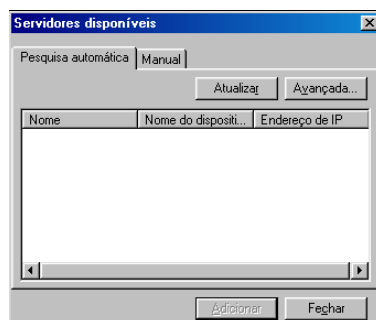 Servidores disponíveis
Pesquisa automática Manual
Atualizar Avançada...
Nome Nome do dispositi... Endereço de IP
Adicionar Fechar